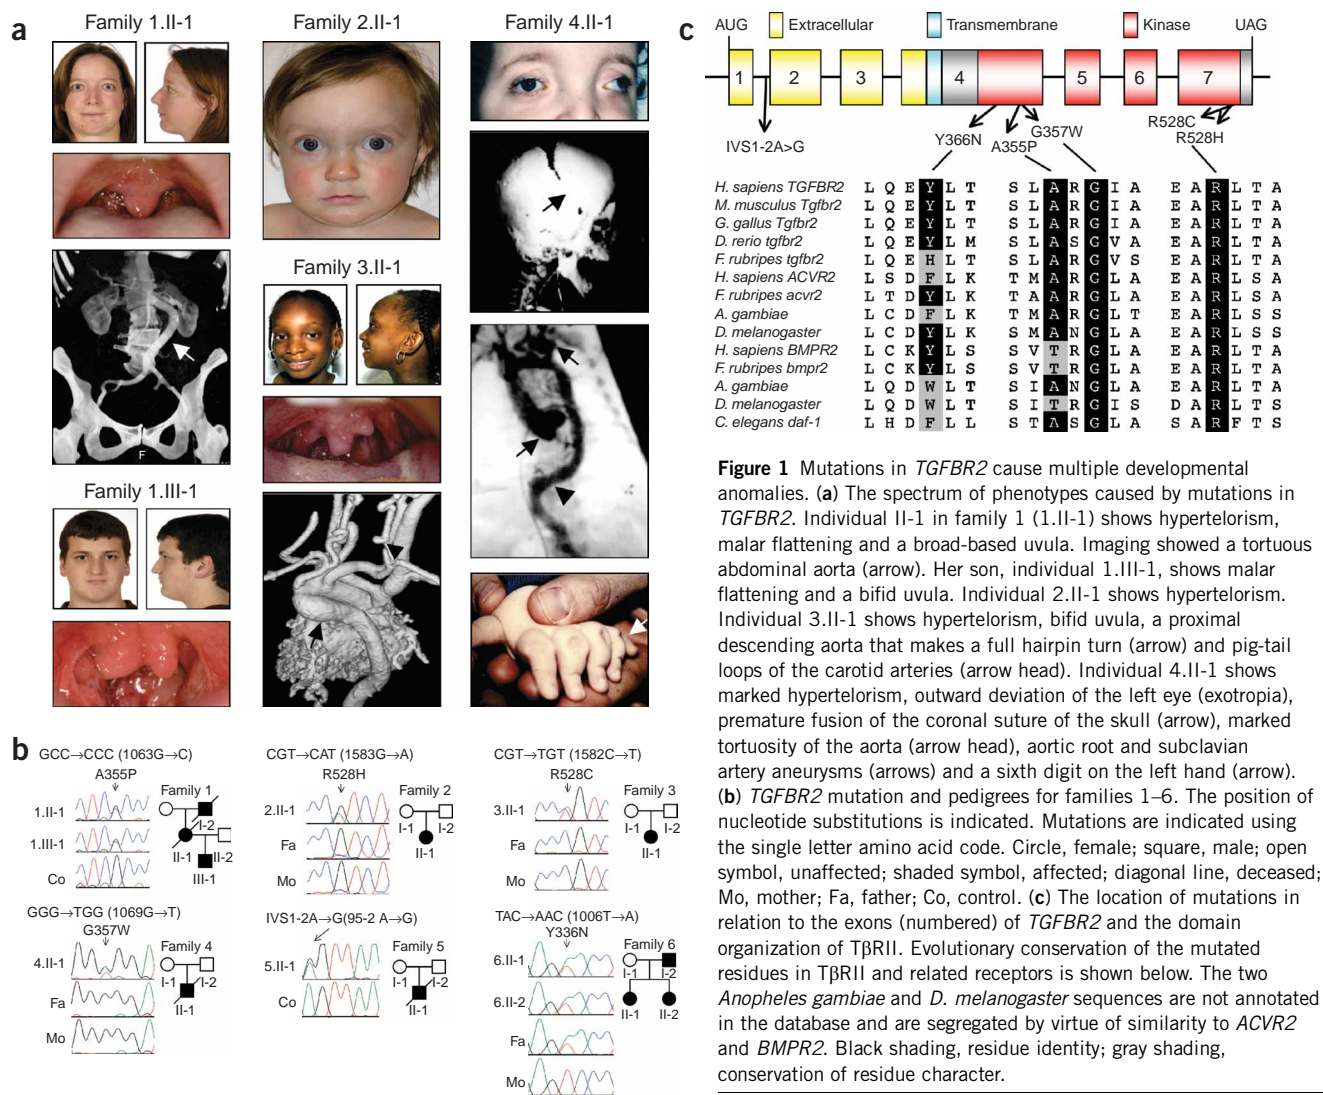 a
Family 1.II-1
Family 2.II-1
Family 4.II-1
Family 3.II-1
F
Family 1.III-1
b
GCC→CCC (1063G→C)
A355P
Family 1
1.II-1
1.III-1
Co
I-2
II-1
II-2
III-1
CGT→CAT (1583G→A)
R528H
Family 2
2.II-1
Fa
Mo
I-1
I-2
II-1
CGT→TGT (1582C→T)
R528C
Family 3
3.II-1
Fa
Mo
I-1
I-2
II-1
GGG→TGG (1069G→T)
G357W
Family 4
4.II-1
Fa
Mo
I-1
I-2
II-1
IVS1-2A→G(95-2 A→G)
Family 5
5.II-1
Co
I-1
I-2
II-1
TAC→AAC (1006T→A)
Y336N
Family 6
6.II-1
6.II-2
Fa
Mo
I-1
I-2
II-1
II-2
c
AUG
Extracellular
Transmembrane
Kinase
UAG
1 2 3 4 5 6 7
IVS1-2A>G
Y366N
A355P
G357W
R528C
R528H
H. sapiens TGFBR2 L Q E Y L T S L A R G I A E A R L T A
M. musculus Tgfbr2 L Q E Y L T S L A R G I A E A R L T A
G. gallus Tgfbr2 L Q E Y L T S L A R G I A E A R L T A
D. rerio tgfbr2 L Q E Y L M S L A S G V A E A R L T A
F. rubripes tgfbr2 L Q E H L T S L A R G V S E A R L T A
H. sapiens ACVR2 L S D F L K T M A R G L A E A R L S A
F. rubripes acvr2 L T D Y L K T A A R G L A E A R L S A
A. gambiae L C D F L K T M A R G L T E A R L S S
D. melanogaster L C D Y L K S M A N G L A E A R L S S
H. sapiens BMPR2 L C K Y L S S V T R G L A E A R L T A
F. rubripes bmpr2 L C K Y L S S V T R G L A E A R L T A
A. gambiae L Q D W L T S I A N G L A E A R L T A
D. melanogaster L Q D W L T S I T R G I S D A R L T S
C. elegans daf-1 L H D F L L S T A S G L A S A R F T S
Figure 1 Mutations in TGFBR2 cause multiple developmental
anomalies. (a) The spectrum of phenotypes caused by mutations in
TGFBR2. Individual II-1 in family 1 (1.II-1) shows hypertelorism,
malar flattening and a broad-based uvula. Imaging showed a tortuous
abdominal aorta (arrow). Her son, individual 1.III-1, shows malar
flattening and a bifid uvula. Individual 2.II-1 shows hypertelorism.
Individual 3.II-1 shows hypertelorism, bifid uvula, a proximal
descending aorta that makes a full hairpin turn (arrow) and pig-tail
loops of the carotid arteries (arrow head). Individual 4.II-1 shows
marked hypertelorism, outward deviation of the left eye (exotropia),
premature fusion of the coronal suture of the skull (arrow), marked
tortuosity of the aorta (arrow head), aortic root and subclavian
artery aneurysms (arrows) and a sixth digit on the left hand (arrow).
(b) TGFBR2 mutation and pedigrees for families 1–6. The position of
nucleotide substitutions is indicated. Mutations are indicated using
the single letter amino acid code. Circle, female; square, male; open
symbol, unaffected; shaded symbol, affected; diagonal line, deceased;
Mo, mother; Fa, father; Co, control. (c) The location of mutations in
relation to the exons (numbered) of TGFBR2 and the domain
organization of TβRII. Evolutionary conservation of the mutated
residues in TβRII and related receptors is shown below. The two
Anopheles gambiae and D. melanogaster sequences are not annotated
in the database and are segregated by virtue of similarity to ACVR2
and BMPR2. Black shading, residue identity; gray shading,
conservation of residue character.